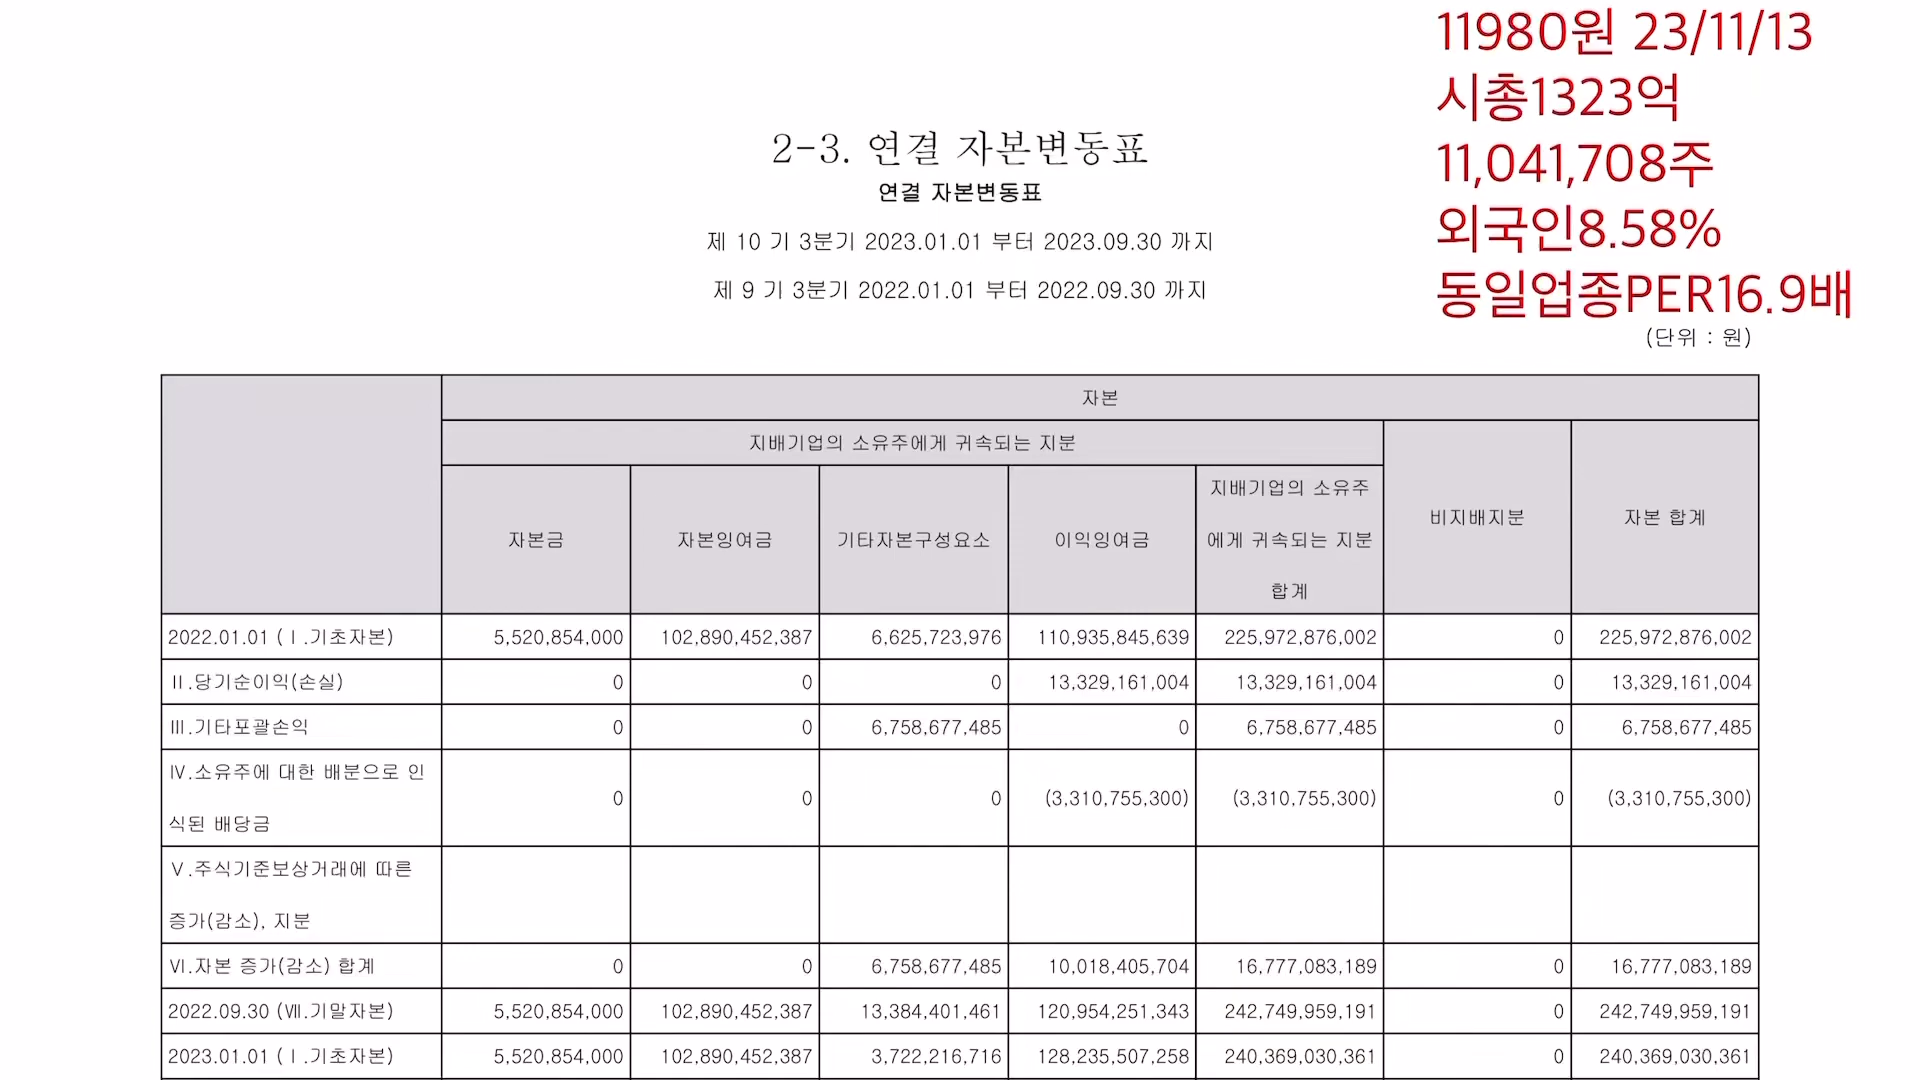 11980원 23/11/13
시총1323억
11,041,708주
외국인8.58%
동일업종PER16.9배
2-3. 연결 자본변동표
연결 자본변동표
제 10 기 3분기 2023.01.01 부터 2023.09.30 까지
제 9 기 3분기 2022.01.01 부터 2022.09.30 까지
(단위 : 원)
자본
지배기업의 소유주에게 귀속되는 지분
자본금 자본잉여금 기타자본구성요소 이익잉여금
지배기업의 소유주
에게 귀속되는 지분
합계
비지배지분 자본 합계
2022.01.01 (Ⅰ.기초자본) 5,520,854,000 102,890,452,387 6,625,723,976 110,935,845,639 225,972,876,002 0 225,972,876,002
Ⅱ.당기순이익(손실) 0 0 0 13,329,161,004 13,329,161,004 0 13,329,161,004
Ⅲ.기타포괄손익 0 0 6,758,677,485 0 6,758,677,485 0 6,758,677,485
Ⅳ.소유주에 대한 배분으로 인
식된 배당금
0 0 0 (3,310,755,300) (3,310,755,300) 0 (3,310,755,300)
Ⅴ.주식기준보상거래에 따른
증가(감소), 지분
Ⅵ.자본 증가(감소) 합계 0 0 6,758,677,485 10,018,405,704 16,777,083,189 0 16,777,083,189
2022.09.30 (Ⅶ.기말자본) 5,520,854,000 102,890,452,387 13,384,401,461 120,954,251,343 242,749,959,191 0 242,749,959,191
2023.01.01 (Ⅰ.기초자본) 5,520,854,000 102,890,452,387 3,722,216,716 128,235,507,258 240,369,030,361 0 240,369,030,361